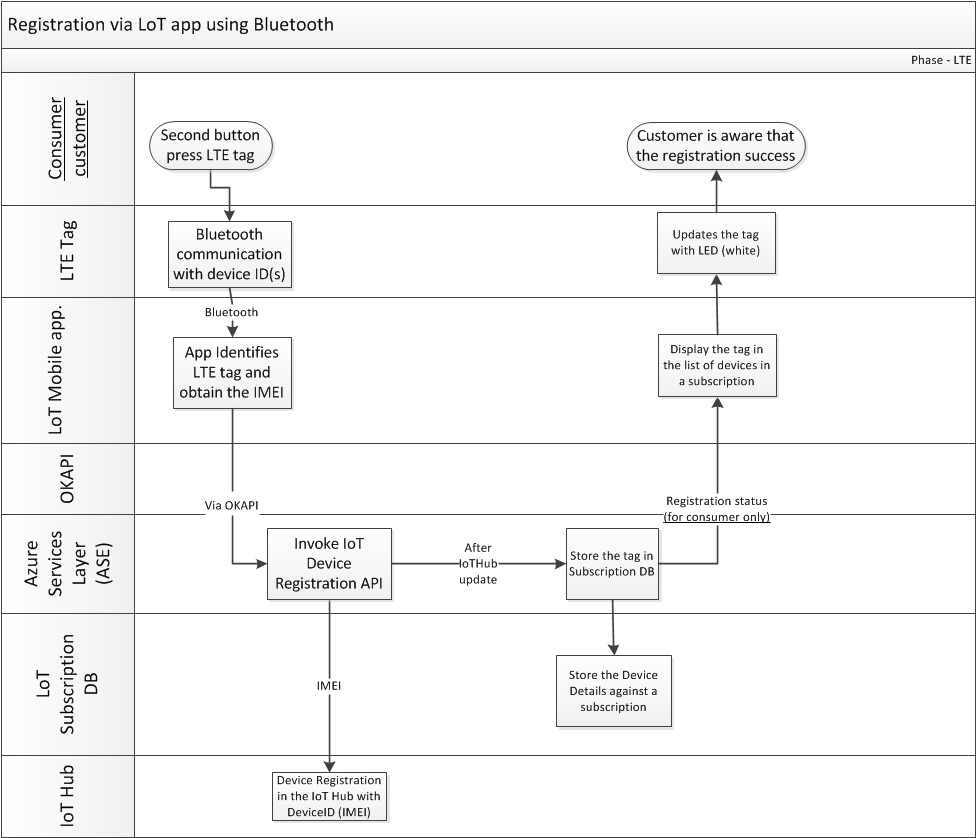 Registration via LoT app using Bluetooth
Phase - LTE
Consumer
customer
Second button
press LTE tag
Customer is aware that
the registration success
LTE Tag
Bluetooth
communication
with device ID(s)
Updates the tag
with LED (white)
Bluetooth
LoT Mobile app.
App Identifies
LTE tag and
obtain the IMEI
Display the tag in
the list of devices in
a subscription
OKAPI
Via OKAPI
Registration status
(for consumer only)
Azure
Services
Layer
(ASE)
Invoke IoT
Device
Registration API
After
IoTHub
update
Store the tag in
Subscription DB
LoT
Subscription
DB
IMEI
Store the Device
Details against a
subscription
IoT Hub
Device Registration
in the IoT Hub with
DeviceID (IMEI)